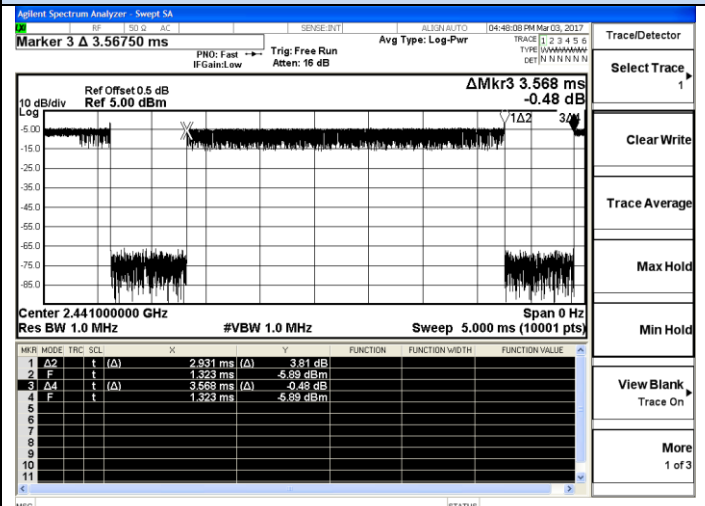 Agilent Spectrum Analyzer - Swept SA
RF 50 Ω AC SENSE:INT ALIGN AUTO 04:48:08 PM Mar 03, 2017
Marker 3 Δ 3.56750 ms
PNO: Fast Trig: Free Run
IFGain:Low Atten: 16 dB
Avg Type: Log-Pwr
TRACE 1 2 3 4 5 6
TYPE WWWWWW
DET N N N N N N
Ref Offset 0.5 dB
10 dB/div Ref 5.00 dBm
ΔMkr3 3.568 ms
-0.48 dB
Log
1Δ2 3Δ4
-5.00
-15.0
-25.0
-35.0
-45.0
-55.0
-65.0
-75.0
-85.0
Center 2.441000000 GHz Span 0 Hz
Res BW 1.0 MHz #VBW 1.0 MHz Sweep 5.000 ms (10001 pts)
MKR MODE TRC SCL X Y FUNCTION FUNCTION WIDTH FUNCTION VALUE
1 Δ2 t (Δ) 2.931 ms (Δ) 3.81 dB
2 F t 1.323 ms -5.89 dBm
3 Δ4 t (Δ) 3.568 ms (Δ) -0.48 dB
4 F t 1.323 ms -5.89 dBm
5
6
7
8
9
10
11
MSG STATUS
Trace/Detector
Select Trace
1
Clear Write
Trace Average
Max Hold
Min Hold
View Blank
Trace On
More
1 of 3